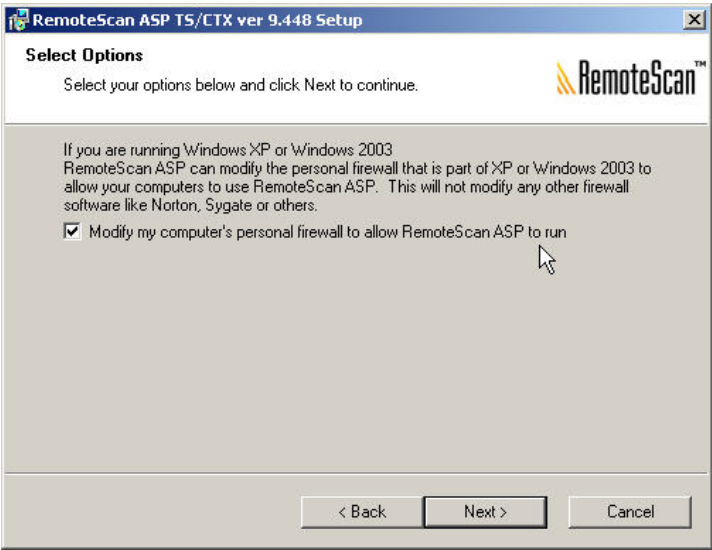 RemoteScan ASP TS/CTX ver 9.448 Setup
Select Options
Select your options below and click Next to continue.
RemoteScan™
If you are running Windows XP or Windows 2003
RemoteScan ASP can modify the personal firewall that is part of XP or Windows 2003 to
allow your computers to use RemoteScan ASP.  This will not modify any other firewall
software like Norton, Sygate or others.
Modify my computer's personal firewall to allow RemoteScan ASP to run
< Back
Next >
Cancel